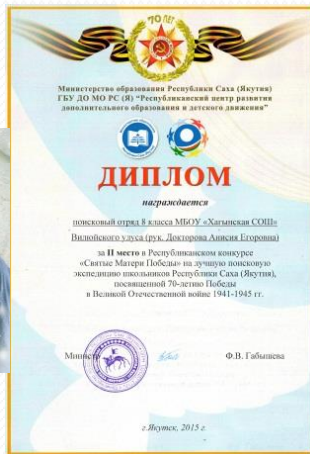 70 ЛЕТ
Министерство образования Республики Саха (Якутия)
ГБУ ДО МО РС (Я) "Республиканский центр развития
дополнительного образования и детского движения"
ДИПЛОМ
награждается
поисковый отряд 8 класса МБОУ «Хагынская СОШ»
Вилюйского улуса (рук. Докторова Анисия Егоровна)
за II место в Республиканском конкурсе
«Святые Матери Победы» на лучшую поисковую
экспедицию школьников Республики Саха (Якутия),
посвященной 70-летию Победы
в Великой Отечественной войне 1941-1945 гг.
Министр Ф.В. Габышева
г.Якутск, 2015 г.